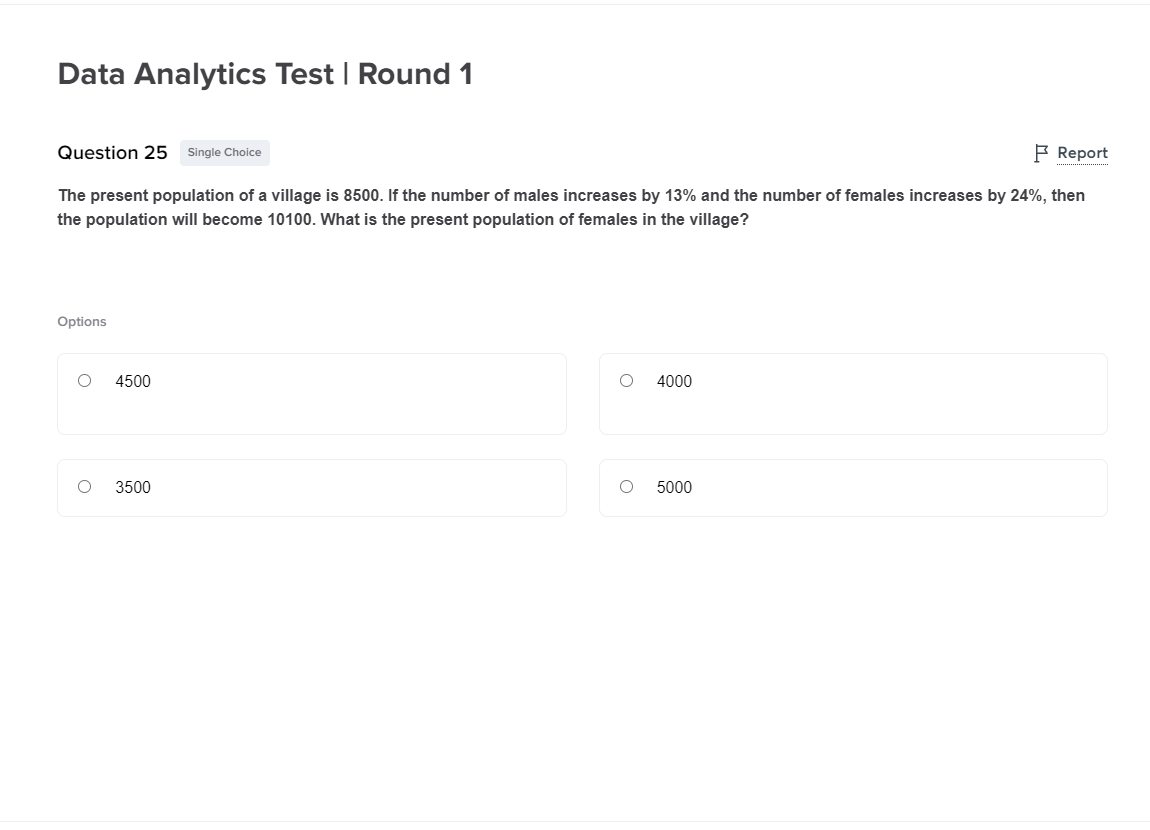 Data Analytics Test | Round 1
Question 25 Single Choice Report
The present population of a village is 8500. If the number of males increases by 13% and the number of females increases by 24%, then
the population will become 10100. What is the present population of females in the village?
Options
4500
4000
3500
5000